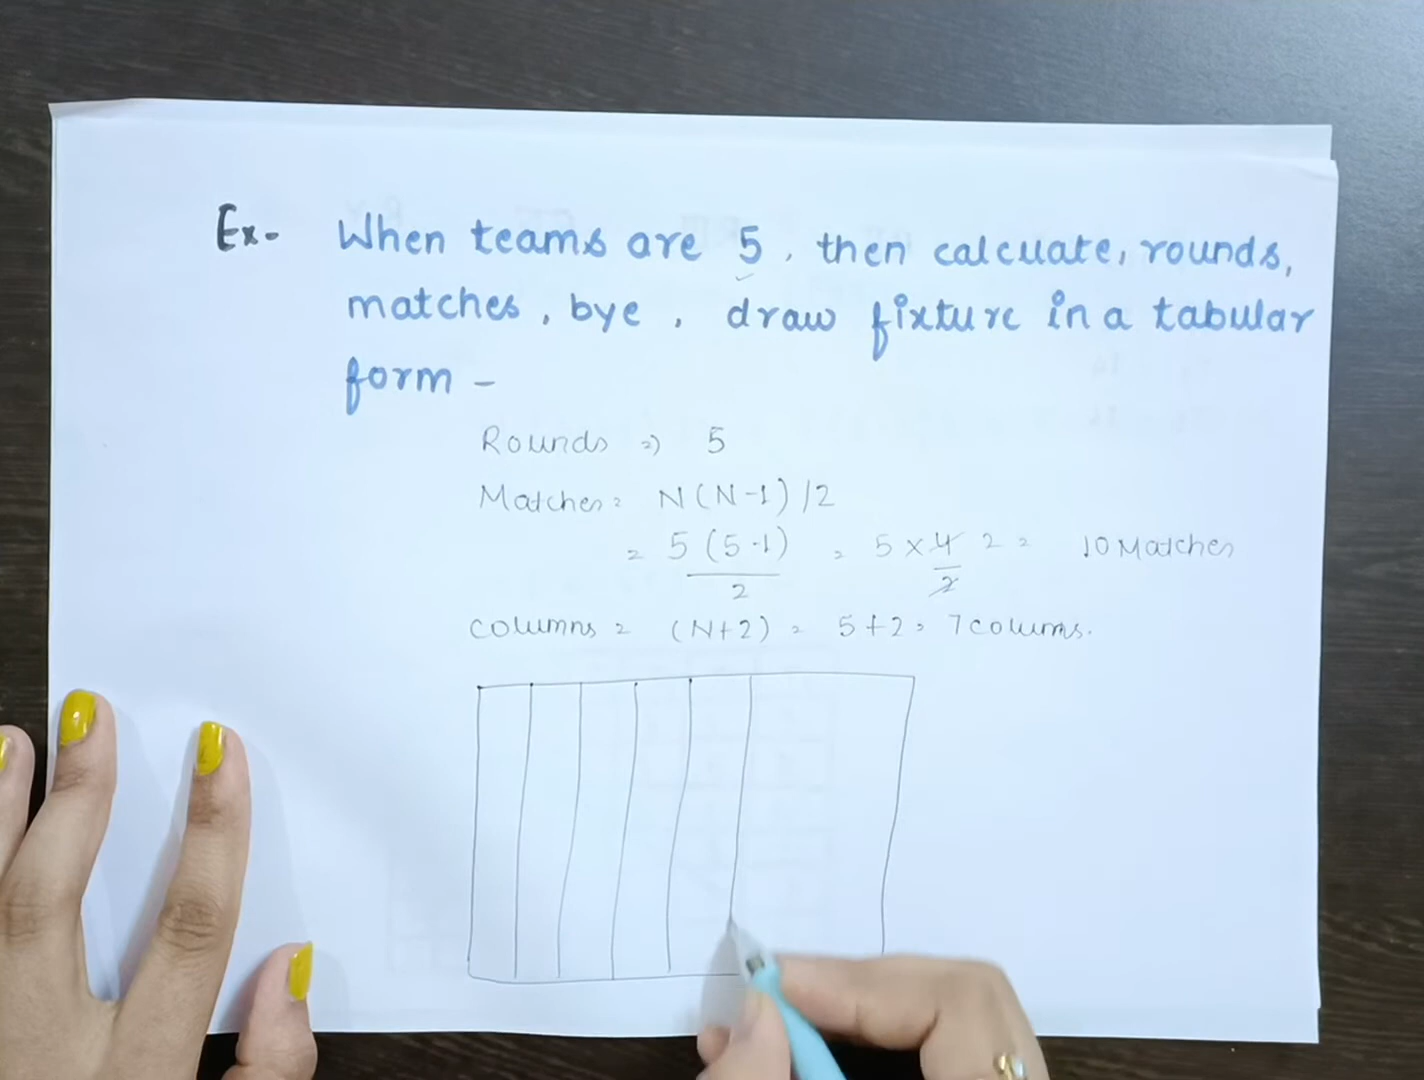 Ex- When teams are 5, then calcuate, rounds,
matches, bye, draw fixture in a tabular
form -
Rounds => 5
Matches = N(N-1)/2
= 5(5-1)/2 = 5 x 4/2 2 = 10 Matches
columns = (N+2) = 5+2 = 7 colums.